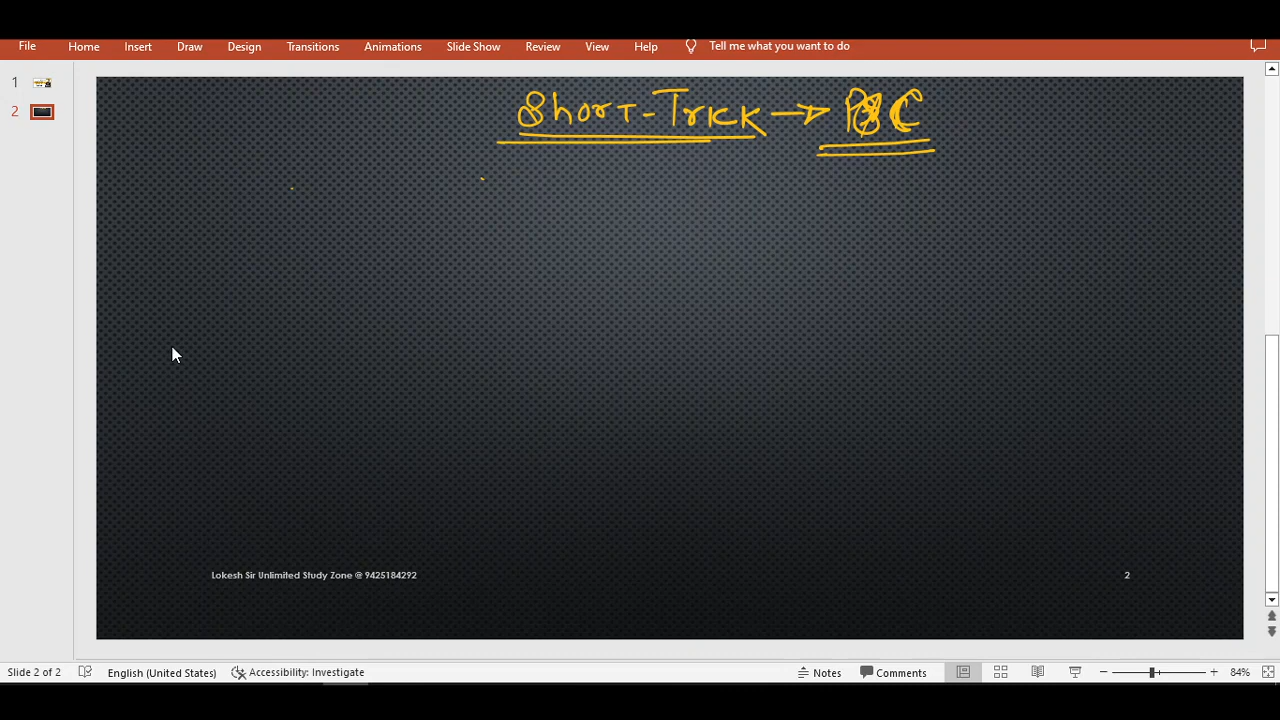 File Home Insert Draw Design Transitions Animations Slide Show Review View Help Tell me what you want to do
1
2
Short-Trick →
Lokesh Sir Unlimited Study Zone @ 9425184292
2
Slide 2 of 2 English (United States) Accessibility: Investigate Notes Comments 84%